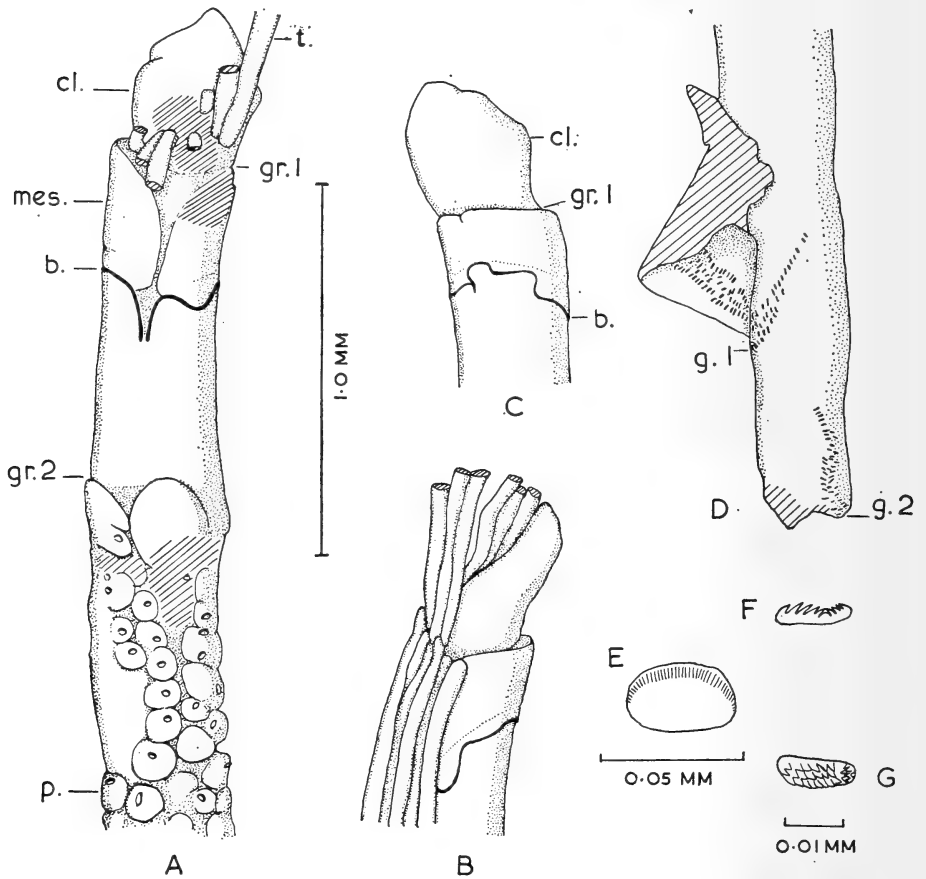 t.
cl.
gr.1
mes.
b.
1·0 MM
gr.2
p.
A
cl.
gr.1
b.
C
B
g.1
D
g.2
F
E
0·05 MM
G
0·01 MM